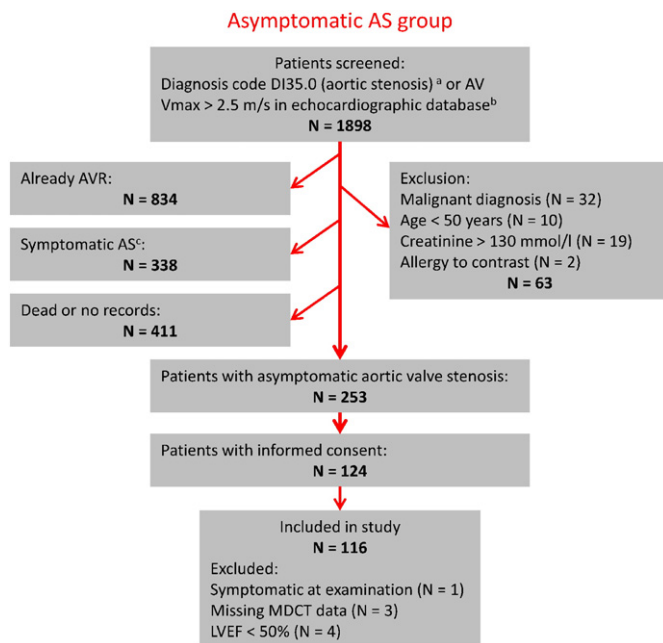 Asymptomatic AS group
Patients screened:
Diagnosis code DI35.0 (aortic stenosis) a or AV
Vmax > 2.5 m/s in echocardiographic databaseb
N = 1898
Already AVR:
N = 834
Symptomatic ASc:
N = 338
Dead or no records:
N = 411
Exclusion:
Malignant diagnosis (N = 32)
Age < 50 years (N = 10)
Creatinine > 130 mmol/l (N = 19)
Allergy to contrast (N = 2)
N = 63
Patients with asymptomatic aortic valve stenosis:
N = 253
Patients with informed consent:
N = 124
Included in study
N = 116
Excluded:
Symptomatic at examination (N = 1)
Missing MDCT data (N = 3)
LVEF < 50% (N = 4)